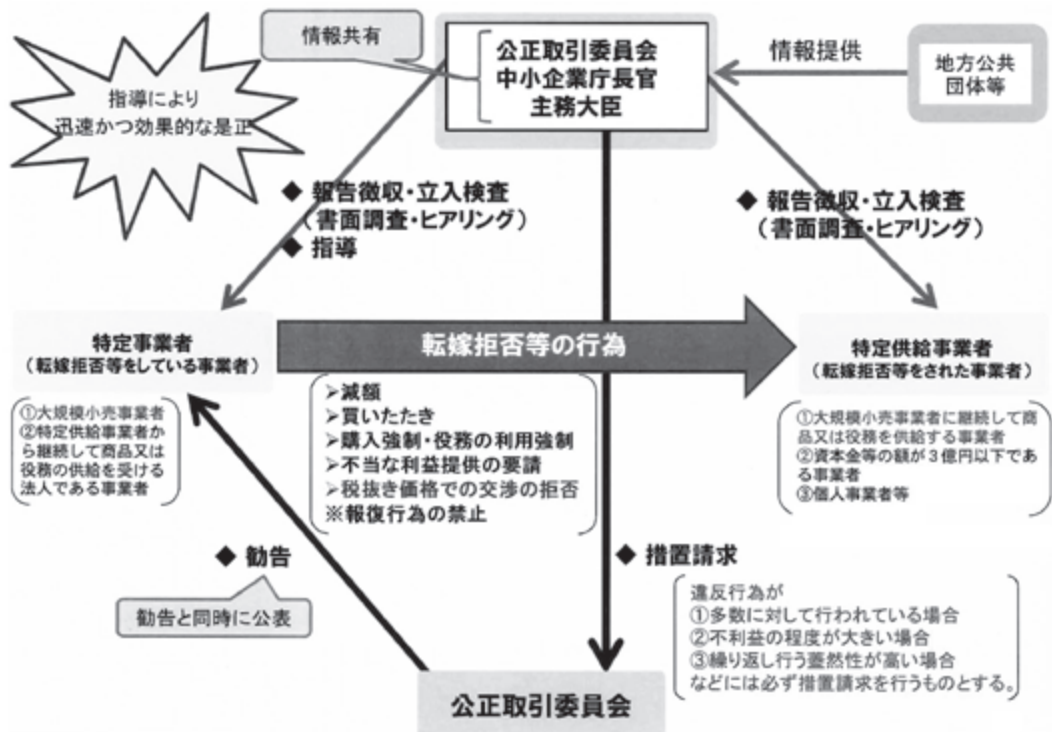 情報共有
公正取引委員会
中小企業庁長官
主務大臣
情報提供
地方公共
団体等
指導により
迅速かつ効果的な是正
◆ 報告徴収・立入検査
（書面調査・ヒアリング）
◆ 指導
◆ 報告徴収・立入検査
（書面調査・ヒアリング）
特定事業者
（転嫁拒否等をしている事業者）
転嫁拒否等の行為
特定供給事業者
（転嫁拒否等をされた事業者）
①大規模小売事業者
②特定供給事業者か
ら継続して商品又は
役務の供給を受ける
法人である事業者
➢減額
➢買いたたき
➢購入強制・役務の利用強制
➢不当な利益提供の要請
➢税抜き価格での交渉の拒否
※報復行為の禁止
①大規模小売事業者に継続して商
品又は役務を供給する事業者
②資本金等の額が３億円以下であ
る事業者
③個人事業者等
◆ 勧告
勧告と同時に公表
◆ 措置請求
違反行為が
①多数に対して行われている場合
②不利益の程度が大きい場合
③繰り返し行う蓋然性が高い場合
などには必ず措置請求を行うものとする。
公正取引委員会